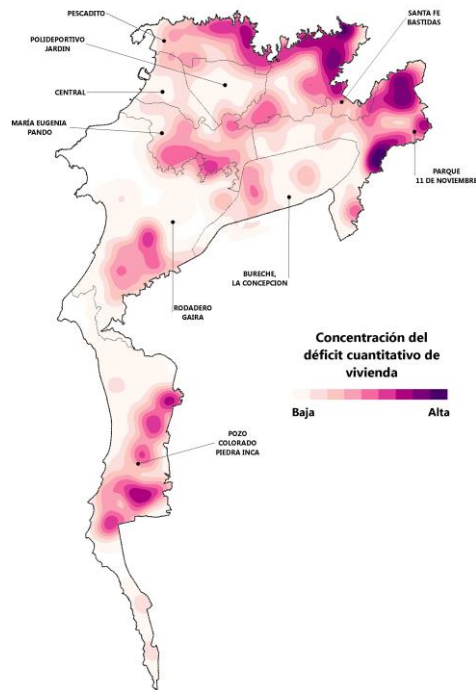 PESCADITO
SANTA FE
BASTIDAS
POLIDEPORTIVO
JARDIN
CENTRAL
MARÍA EUGENIA
PANDO
PARQUE
11 DE NOVIEMBRE
BURECHE,
LA CONCEPCION
RODADERO
GAIRA
Concentración del
déficit cuantitativo de
vivienda
Baja Alta
POZO
COLORADO
PIEDRA INCA